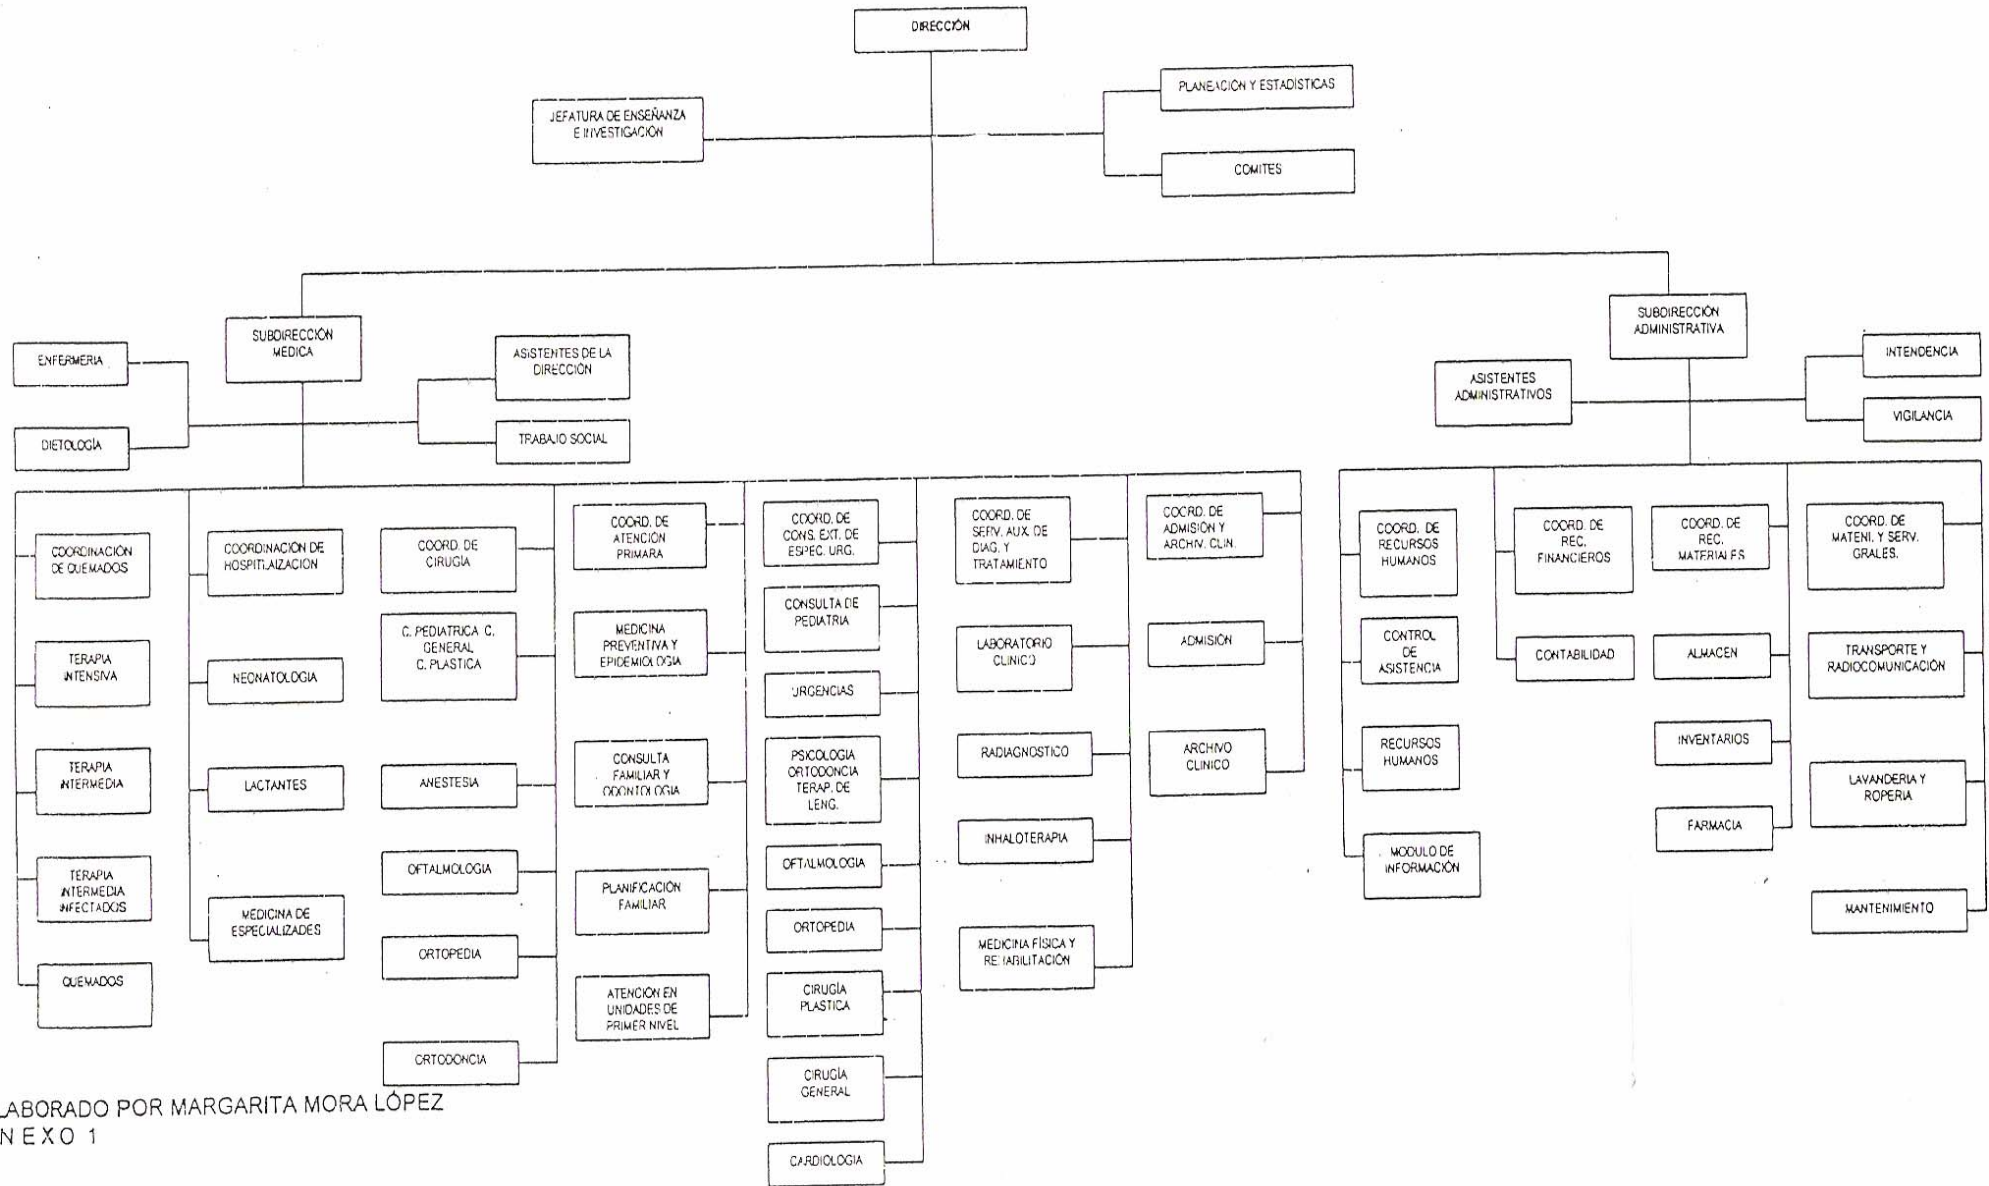 DIRECCIÓN
JEFATURA DE ENSEÑANZA
E INVESTIGACIÓN
PLANEACIÓN Y ESTADÍSTICAS
COMITES
SUBDIRECCIÓN
MEDICA
ENFERMERIA
DIETOLOGÍA
ASISTENTES DE LA
DIRECCIÓN
TRABAJO SOCIAL
SUBDIRECCIÓN
ADMINISTRATIVA
ASISTENTES
ADMINISTRATIVOS
INTENDENCIA
VIGILANCIA
COORDINACIÓN
DE QUEMADOS
TERAPIA
INTENSIVA
TERAPIA
INTERMEDIA
TERAPIA
INTERMEDIA
INFECTADOS
QUEMADOS
COORDINACIÓN DE
HOSPITLAIZACION
NEONATOLOGIA
LACTANTES
MEDICINA DE
ESPECIALIZADES
COORD. DE
CIRUGÍA
C. PEDIATRICA C.
GENERAL
C. PLASTICA
ANESTESIA
OFTALMOLOGIA
ORTOPEDIA
ORTODONCIA
COORD. DE
ATENCIÓN
PRIMARA
MEDICINA
PREVENTIVA Y
EPIDEMIOLOGIA
CONSULTA
FAMILIAR Y
ODONTOLOGIA
PLANIFICACIÓN
FAMILIAR
ATENCIÓN EN
UNIDADES DE
PRIMER NIVEL
COORD. DE
CONS. EXT. DE
ESPEC. URG.
CONSULTA DE
PEDIATRIA
URGENCIAS
PSICOLOGIA
ORTODONCIA
TERAP. DE
LENG.
OFTALMOLOGIA
ORTOPEDIA
CIRUGÍA
PLASTICA
CIRUGÍA
GENERAL
CARDIOLOGIA
COORD. DE
SERV. AUX. DE
DIAG. Y
TRATAMIENTO
LABORATORIO
CLINICO
RADIAGNOSTICO
INHALOTERAPIA
MEDICINA FÍSICA Y
REHABILITACIÓN
COORD. DE
ADMISIÓN Y
ARCHIV. CLIN.
ADMISIÓN
ARCHIVO
CLINICO
COORD. DE
RECURSOS
HUMANOS
CONTROL
DE
ASISTENCIA
RECURSOS
HUMANOS
MODULO DE
INFORMACIÓN
COORD. DE
REC.
FINANCIEROS
CONTABILIDAD
COORD. DE
REC.
MATERIALES
ALMACEN
INVENTARIOS
FARMACIA
COORD. DE
MATENI. Y SERV.
GRALES.
TRANSPORTE Y
RADIOCOMUNICACIÓN
LAVANDERIA Y
ROPERIA
MANTENIMIENTO
LABORADO POR MARGARITA MORA LÓPEZ
NEXO 1